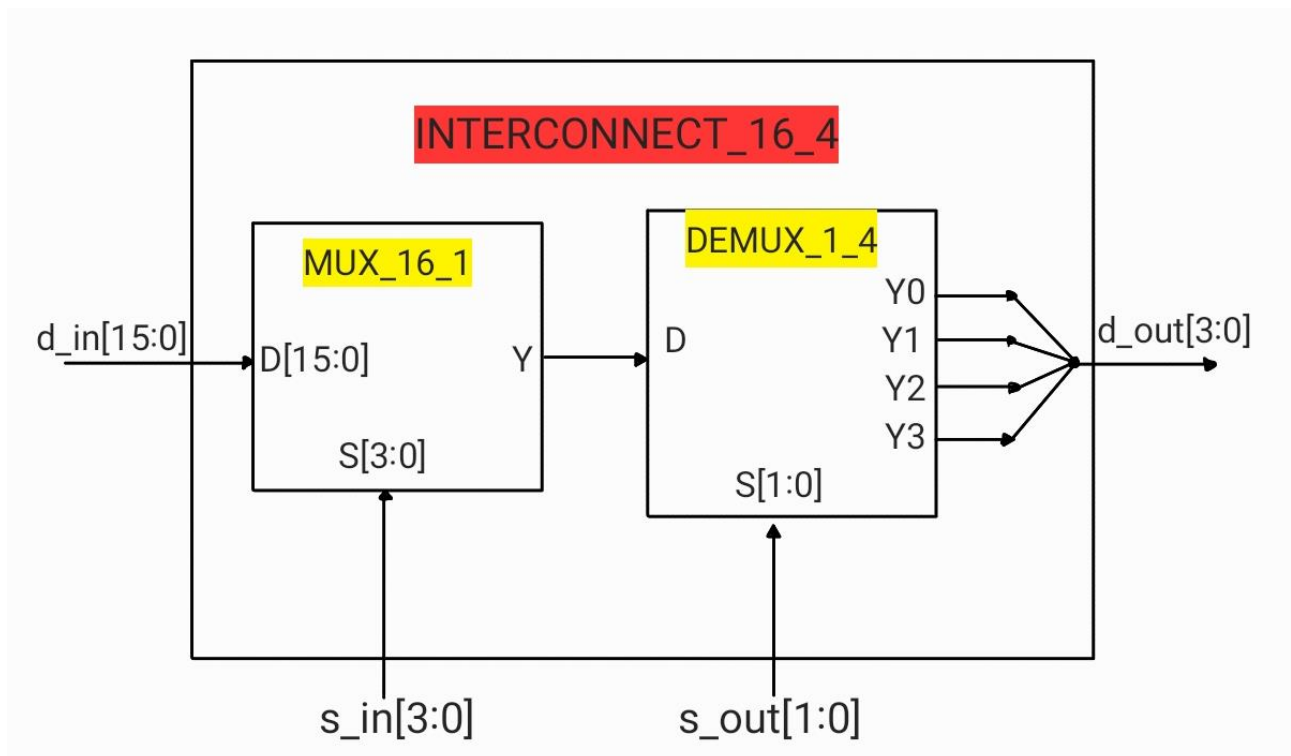 INTERCONNECT_16_4
MUX_16_1
DEMUX_1_4
d_in[15:0]
D[15:0]
Y
S[3:0]
D
Y0
Y1
Y2
Y3
S[1:0]
d_out[3:0]
s_in[3:0]
s_out[1:0]